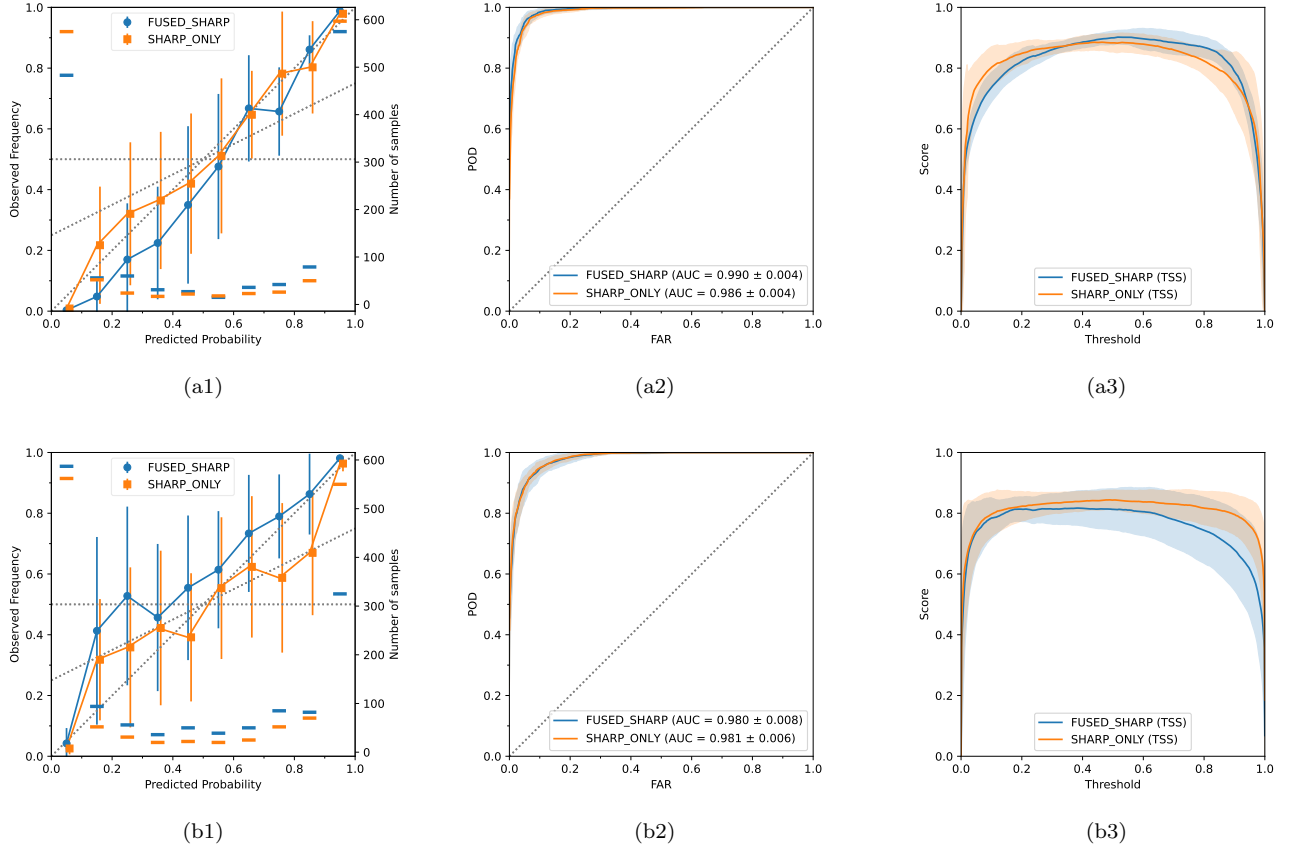 FUSED_SHARP
SHARP_ONLY
Observed Frequency
Number of samples
Predicted Probability
0.0 0.2 0.4 0.6 0.8 1.0
0.0 0.2 0.4 0.6 0.8 1.0
0 100 200 300 400 500 600
(a1)
POD
FAR
0.0 0.2 0.4 0.6 0.8 1.0
0.0 0.2 0.4 0.6 0.8 1.0
FUSED_SHARP (AUC = 0.990 ± 0.004)
SHARP_ONLY (AUC = 0.986 ± 0.004)
(a2)
Score
Threshold
0.0 0.2 0.4 0.6 0.8 1.0
0.0 0.2 0.4 0.6 0.8 1.0
FUSED_SHARP (TSS)
SHARP_ONLY (TSS)
(a3)
FUSED_SHARP
SHARP_ONLY
Observed Frequency
Number of samples
Predicted Probability
0.0 0.2 0.4 0.6 0.8 1.0
0.0 0.2 0.4 0.6 0.8 1.0
0 100 200 300 400 500 600
(b1)
POD
FAR
0.0 0.2 0.4 0.6 0.8 1.0
0.0 0.2 0.4 0.6 0.8 1.0
FUSED_SHARP (AUC = 0.980 ± 0.008)
SHARP_ONLY (AUC = 0.981 ± 0.006)
(b2)
Score
Threshold
0.0 0.2 0.4 0.6 0.8 1.0
0.0 0.2 0.4 0.6 0.8 1.0
FUSED_SHARP (TSS)
SHARP_ONLY (TSS)
(b3)